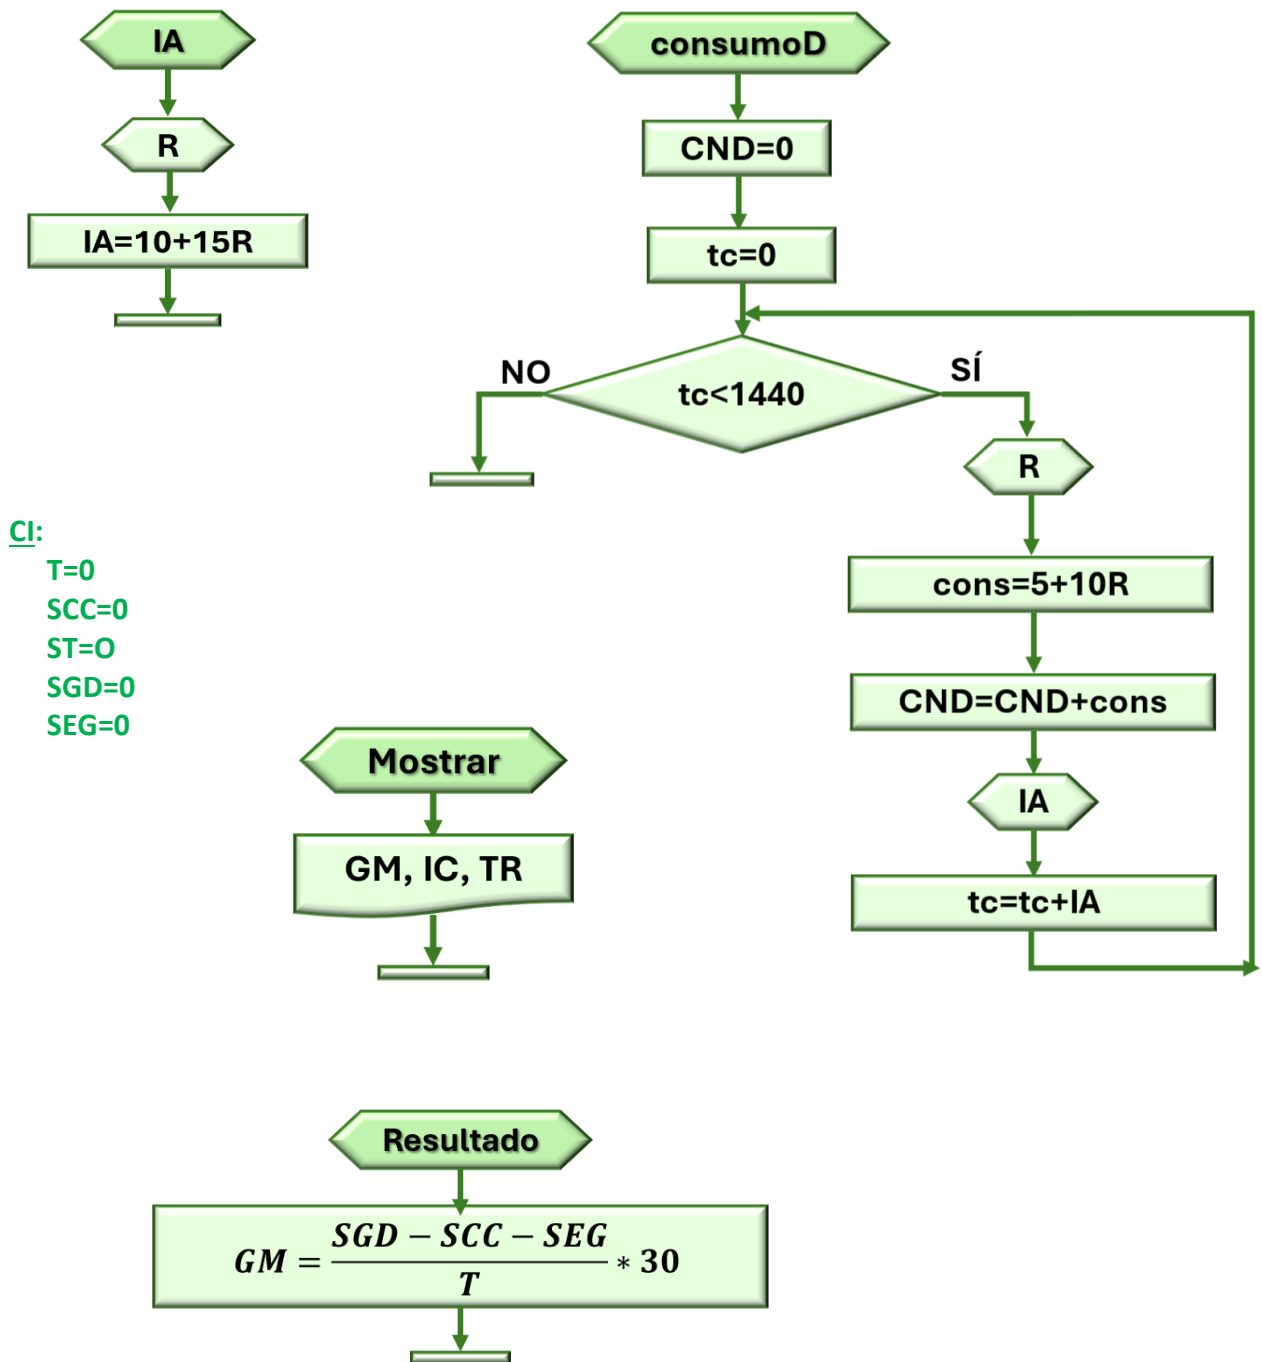 IA
R
IA=10+15R
consumoD
CND=0
tc=0
tc<1440
NO
SÍ
R
cons=5+10R
CND=CND+cons
IA
tc=tc+IA
CI:
T=0
SCC=0
ST=O
SGD=0
SEG=0
Mostrar
GM, IC, TR
Resultado
GM = \frac{SGD − SCC − SEG}{T} * 30